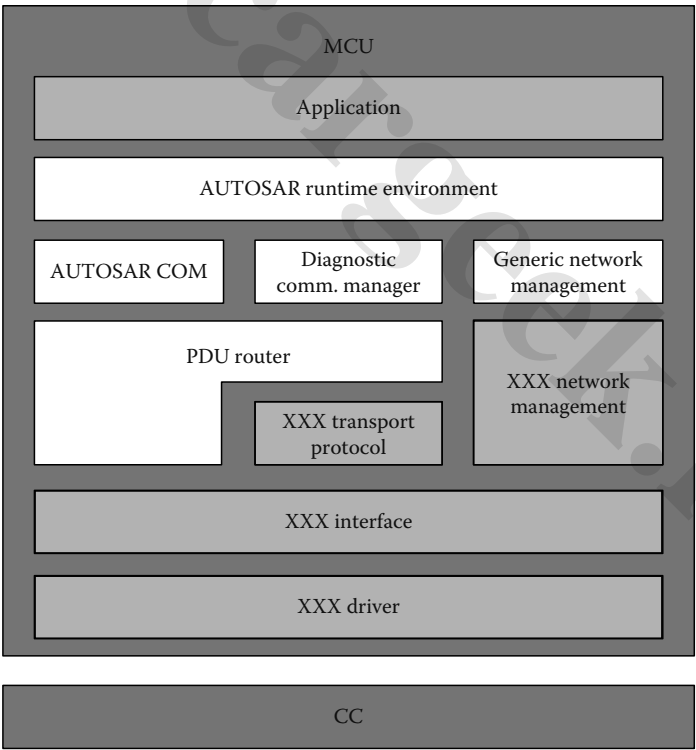 MCU
Application
AUTOSAR runtime environment
AUTOSAR COM
Diagnostic
comm. manager
Generic network
management
PDU router
XXX transport
protocol
XXX network
management
XXX interface
XXX driver
CC
cargeek.